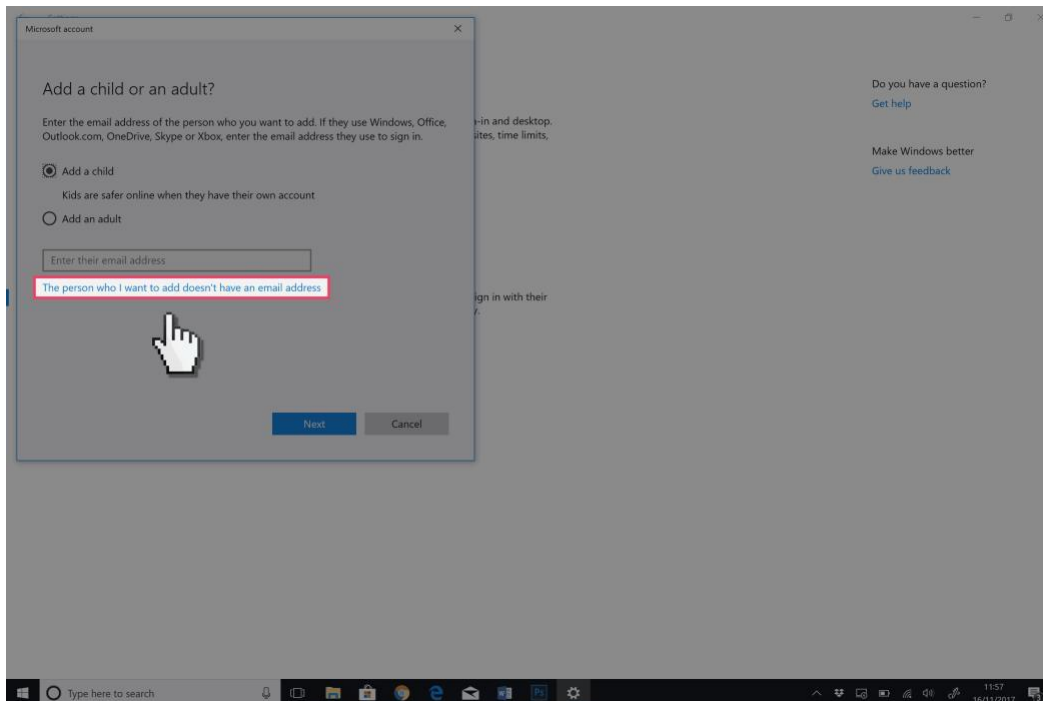 Microsoft account
Add a child or an adult?
Enter the email address of the person who you want to add. If they use Windows, Office,
Outlook.com, OneDrive, Skype or Xbox, enter the email address they use to sign in.
Add a child
Kids are safer online when they have their own account
Add an adult
Enter their email address
The person who I want to add doesn't have an email address
Next
Cancel
-in and desktop.
sites, time limits,
ign in with their
Do you have a question?
Get help
Make Windows better
Give us feedback
Type here to search
Ps
11:57
16/11/2017
3